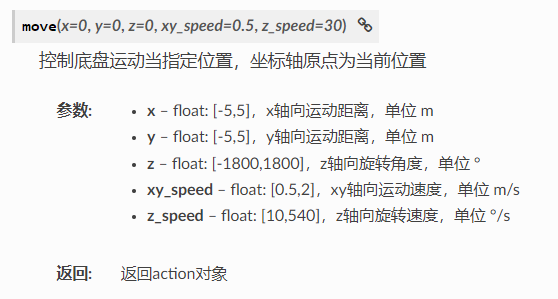 move(x=0, y=0, z=0, xy_speed=0.5, z_speed=30)
控制底盘运动当指定位置，坐标轴原点为当前位置
参数:
• x – float: [-5,5]，x轴向运动距离，单位 m
• y – float: [-5,5]，y轴向运动距离，单位 m
• z – float: [-1800,1800]，z轴向旋转角度，单位 °
• xy_speed – float: [0.5,2]，xy轴向运动速度，单位 m/s
• z_speed – float: [10,540]，z轴向旋转速度，单位 °/s
返回: 返回action对象